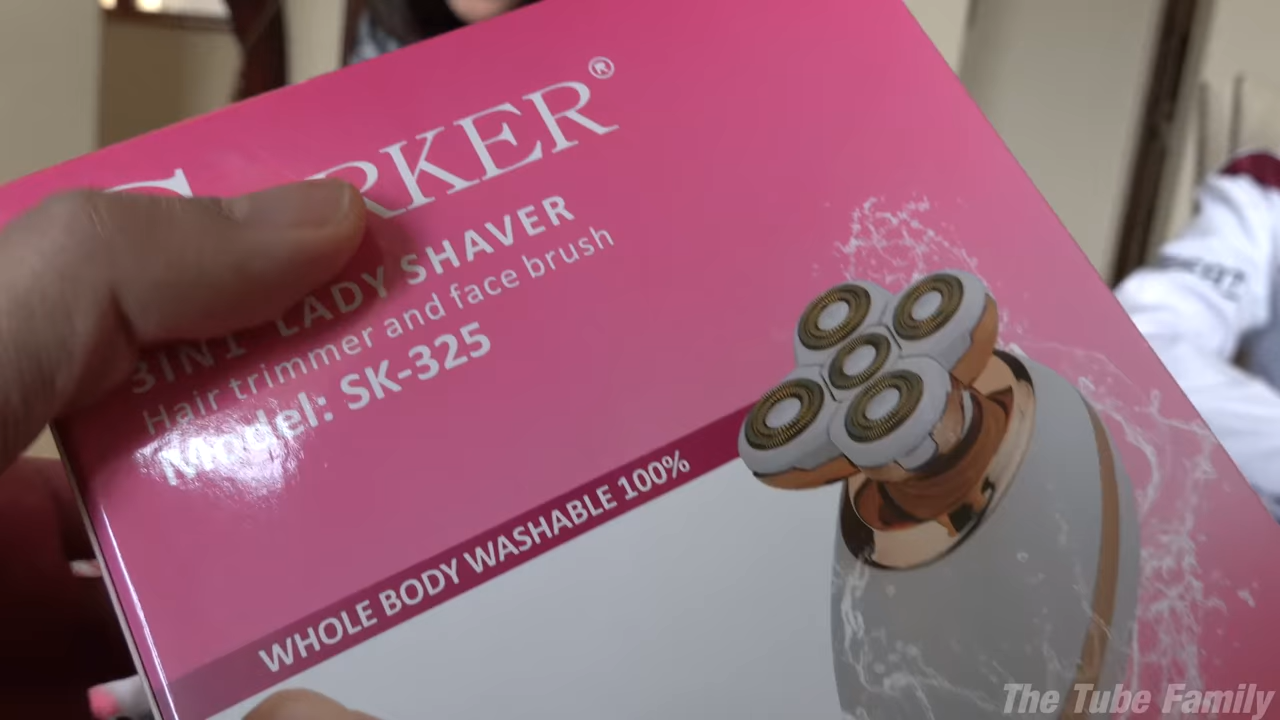 RKER®
3IN1 LADY SHAVER
Hair trimmer and face brush
Model: SK-325
WHOLE BODY WASHABLE 100%
The Tube Family